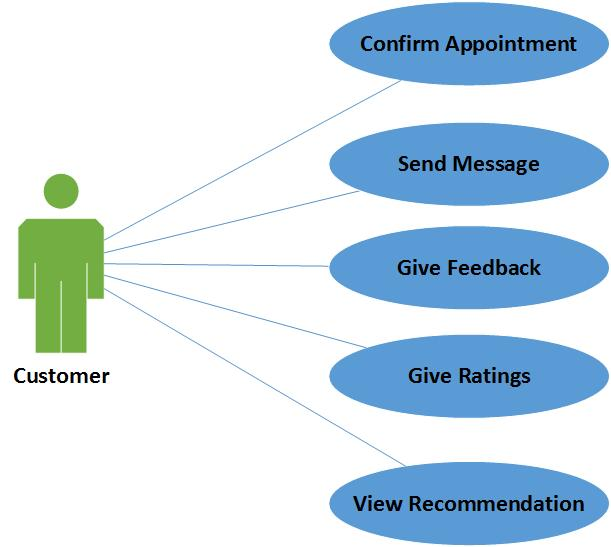 Confirm Appointment
Send Message
Give Feedback
Give Ratings
Customer
View Recommendation